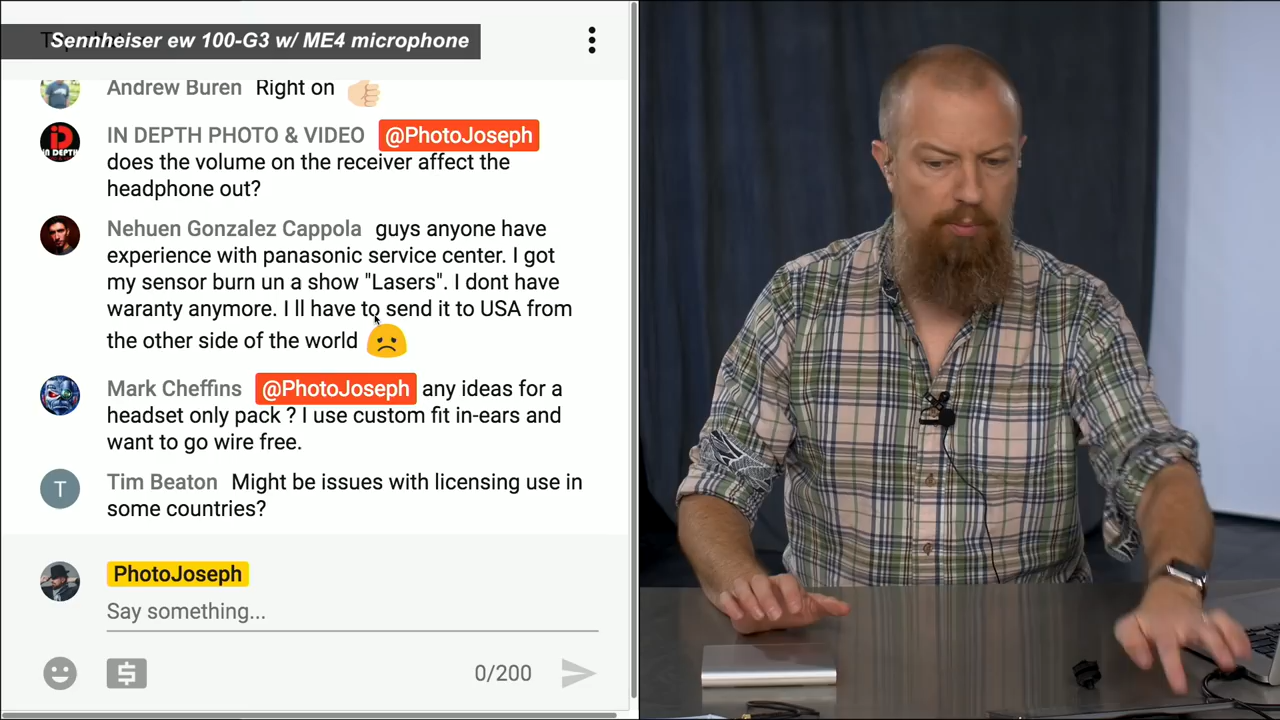 Sennheiser ew 100-G3 w/ ME4 microphone
Andrew Buren Right on
IN DEPTH PHOTO & VIDEO @PhotoJoseph
does the volume on the receiver affect the
headphone out?
Nehuen Gonzalez Cappola guys anyone have
experience with panasonic service center. I got
my sensor burn un a show "Lasers". I dont have
waranty anymore. I ll have to send it to USA from
the other side of the world
Mark Cheffins @PhotoJoseph any ideas for a
headset only pack ? I use custom fit in-ears and
want to go wire free.
T Tim Beaton Might be issues with licensing use in
some countries?
PhotoJoseph
Say something...
0/200